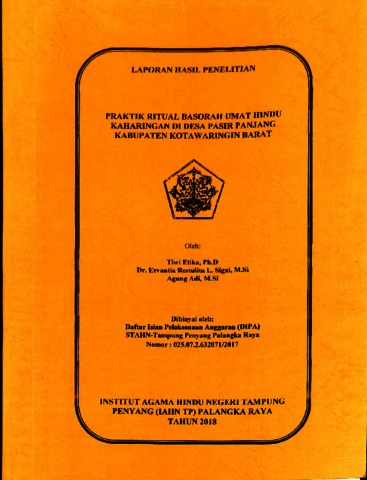 LAPORAN HASIL PENELITIAN
PRAKTIK RITUAL BASORAH UMAT HINDU
KAHARINGAN DI DESA PASIR PANJANG
KABUPATEN KOTAWARINGIN BARAT
Oleh:
Tiwi Etika, Ph.D
Dr. Ervantia Restulita L. Sigai, M.Si
Agung Adi, M.Si
Dibiayai oleh:
Daftar Isian Pelaksanaan Anggaran (DIPA)
STAHN-Tampung Penyang Palangka Raya
Nomor : 025.07.2.632071/2017
INSTITUT AGAMA HINDU NEGERI TAMPUNG
PENYANG (IAHN TP) PALANGKA RAYA
TAHUN 2018